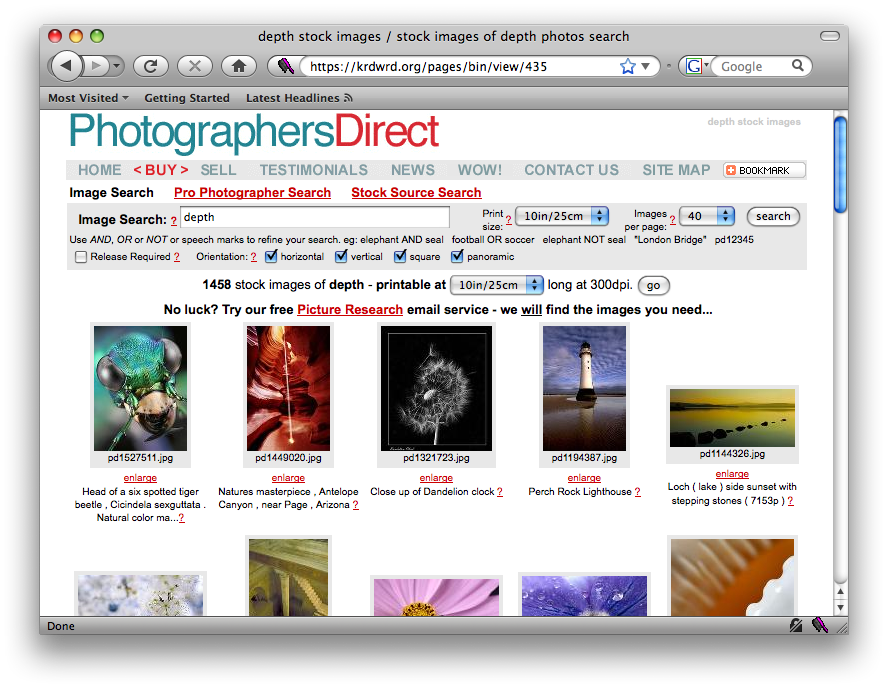 depth stock images / stock images of depth photos search
https://krdwrd.org/pages/bin/view/435
G
Google
Most Visited
Getting Started
Latest Headlines
PhotographersDirect
depth stock images
HOME < BUY > SELL TESTIMONIALS NEWS WOW! CONTACT US SITE MAP BOOKMARK
Image Search Pro Photographer Search Stock Source Search
Image Search: ? depth Print size: ? 10in/25cm Images per page: ? 40 search
Use AND, OR or NOT or speech marks to refine your search. eg: elephant AND seal football OR soccer elephant NOT seal "London Bridge" pd12345
Release Required ? Orientation: ? horizontal vertical square panoramic
1458 stock images of depth - printable at 10in/25cm long at 300dpi. go
No luck? Try our free Picture Research email service - we will find the images you need...
pd1527511.jpg
enlarge
Head of a six spotted tiger
beetle , Cicindela sexguttata .
Natural color ma...?
pd1449020.jpg
enlarge
Natures masterpiece , Antelope
Canyon , near Page , Arizona ?
pd1321723.jpg
enlarge
Close up of Dandelion clock ?
pd1194387.jpg
enlarge
Perch Rock Lighthouse ?
pd1144326.jpg
enlarge
Loch ( lake ) side sunset with
stepping stones ( 7153p ) ?
Done